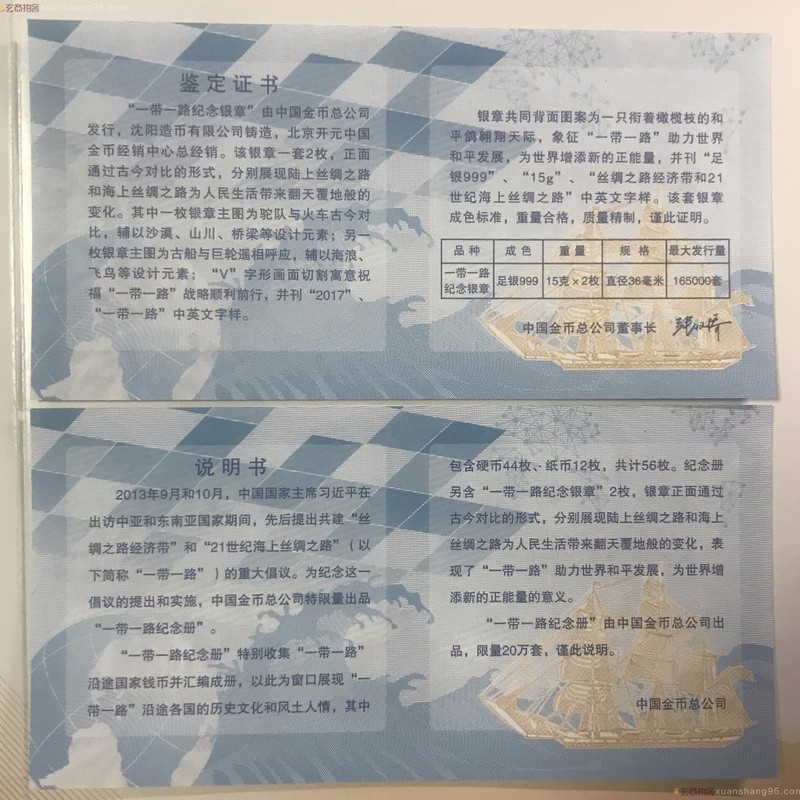 玄商拍客 xuanshang95.com
鉴定证书
“一带一路纪念银章”由中国金币总公司
发行，沈阳造币有限公司铸造，北京开元中国
金币经销中心总经销。该银章一套2枚，正面
通过古今对比的形式，分别展现陆上丝绸之路
和海上丝绸之路为人民生活带来翻天覆地般的
变化。其中一枚银章主图为驼队与火车古今对
比，辅以沙漠、山川、桥梁等设计元素；另一
枚银章主图为古船与巨轮遥相呼应，辅以海浪、
飞鸟等设计元素；“V”字形画面切割寓意祝
福“一带一路”战略顺利前行，并刊“2017”、
“一带一路”中英文字样。
银章共同背面图案为一只衔着橄榄枝的和
平鸽翱翔天际，象征“一带一路”助力世界
和平发展，为世界增添新的正能量，并刊“足
银999”、“15g”、“丝绸之路经济带和21
世纪海上丝绸之路”中英文字样。该套银章
成色标准，重量合格，质量精制，谨此证明。
品种 成色 重量 规格 最大发行量
一带一路 足银999 15克×2枚 直径36毫米 165000套
纪念银章
中国金币总公司董事长
说明书
2013年9月和10月，中国国家主席习近平在
出访中亚和东南亚国家期间，先后提出共建“丝
绸之路经济带”和“21世纪海上丝绸之路”（以
下简称“一带一路”）的重大倡议。为纪念这一
倡议的提出和实施，中国金币总公司特限量出品
“一带一路纪念册”。
“一带一路纪念册”特别收集“一带一路”
沿途国家钱币并汇编成册，以此为窗口展现“一
带一路”沿途各国的历史文化和风土人情，其中
包含硬币44枚、纸币12枚，共计56枚。纪念册
另含“一带一路纪念银章”2枚，银章正面通过
古今对比的形式，分别展现陆上丝绸之路和海上
丝绸之路为人民生活带来翻天覆地般的变化，表
现了“一带一路”助力世界和平发展，为世界增
添新的正能量的意义。
“一带一路纪念册”由中国金币总公司出
品，限量20万套，谨此说明。
中国金币总公司
玄商拍客 xuanshang95.com